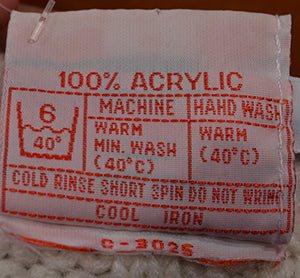 100% ACRYLIC
6
40°
MACHINE
HAND WASH
WARM
MIN. WASH
(40°C)
WARM
(40°C)
COLD RINSE SHORT SPIN DO NOT WRING
COOL IRON
C-3025